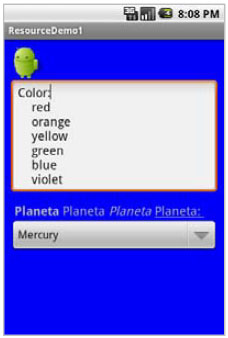 8:08 PM
ResourceDemo1
Color:
red
orange
yellow
green
blue
violet
Planeta Planeta Planeta Planeta:
Mercury